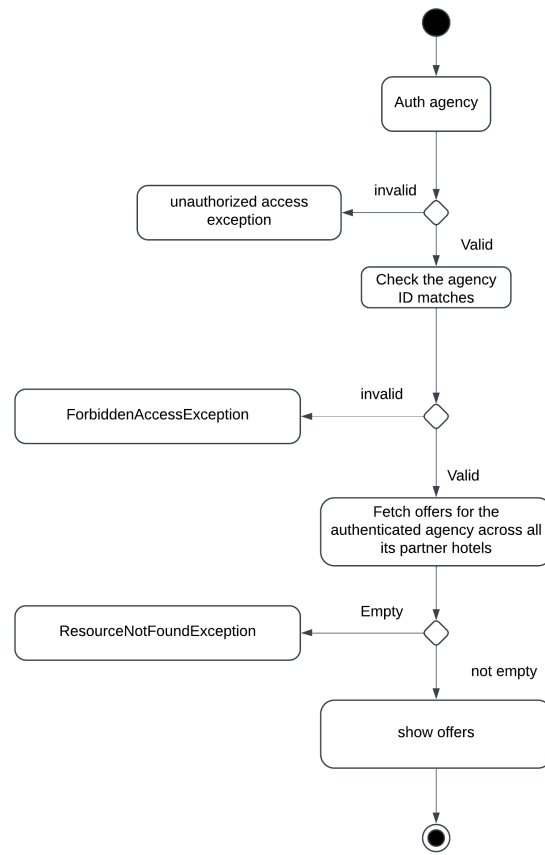 Auth agency
invalid
unauthorized access
exception
Valid
Check the agency
ID matches
invalid
ForbiddenAccessException
Valid
Fetch offers for the
authenticated agency across all
its partner hotels
Empty
ResourceNotFoundException
not empty
show offers